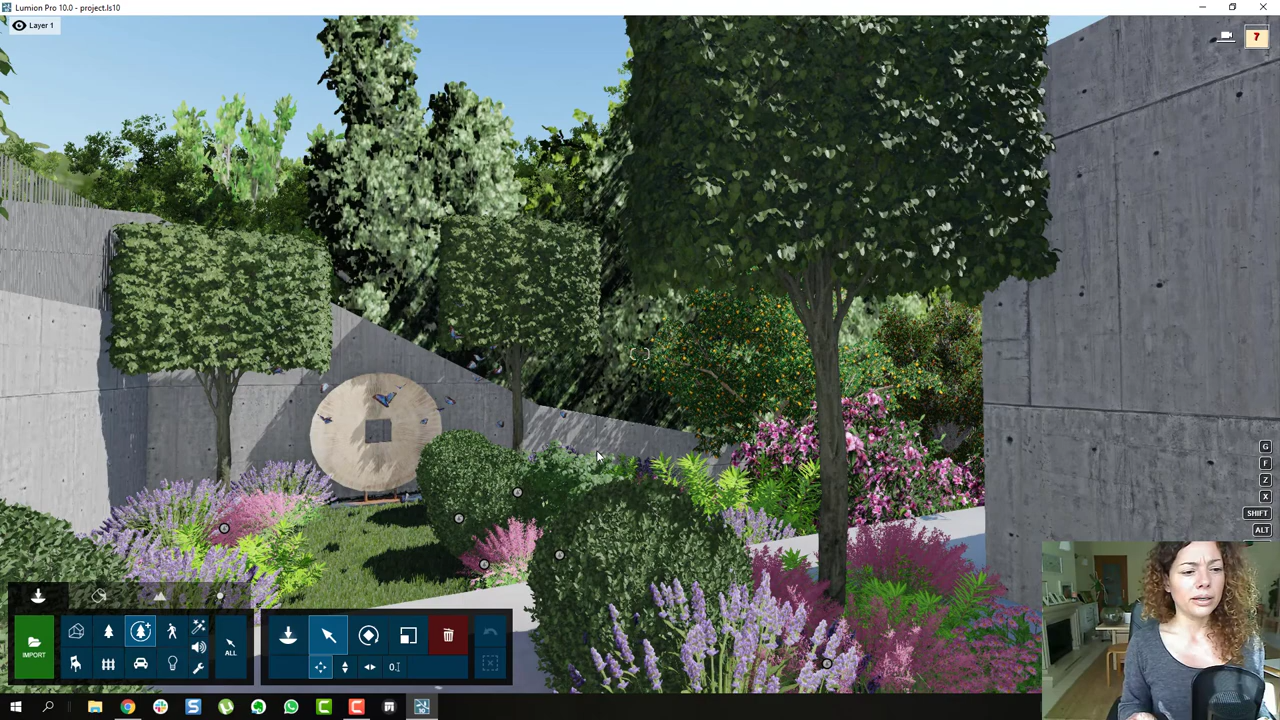 Lumion Pro 10.0 - project.ls10
Layer 1
7
G
F
Z
X
SHIFT
ALT
IMPORT
ALL